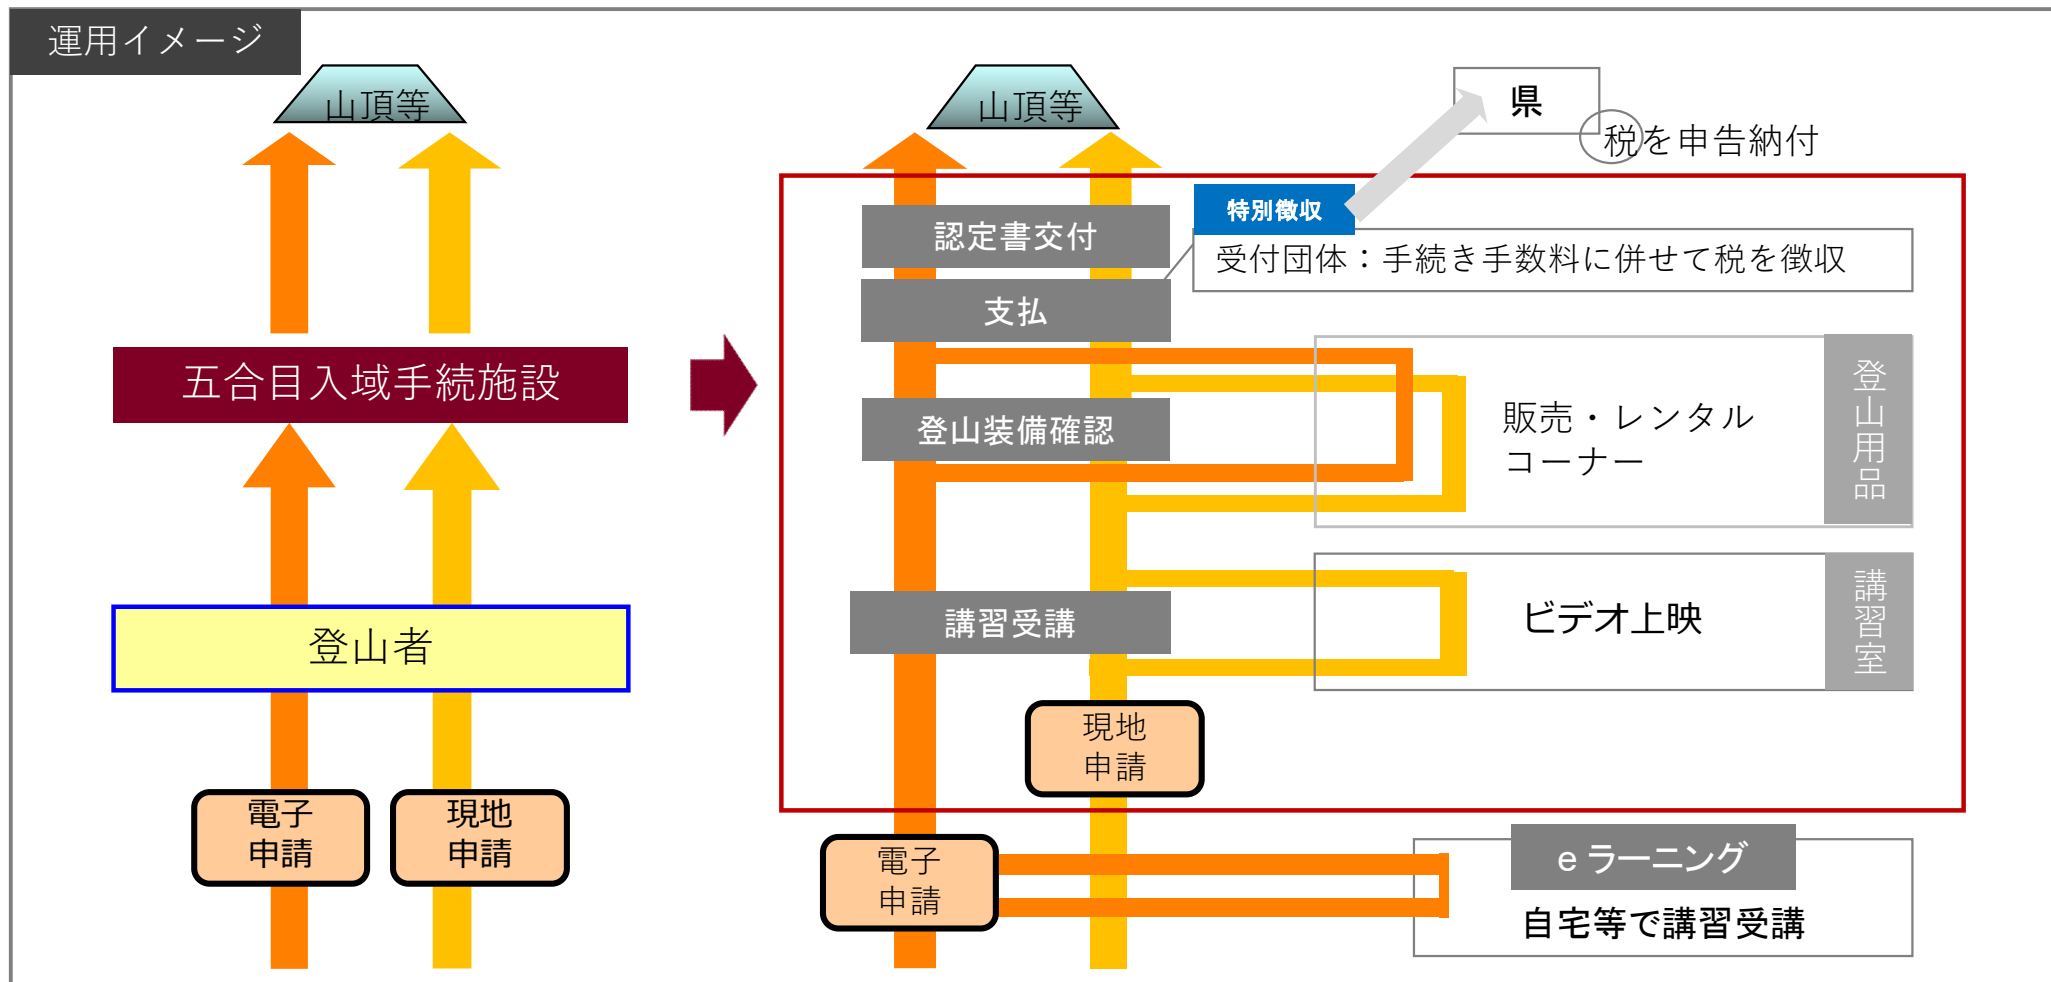 運用イメージ
山頂等
五合目入域手続施設
登山者
電子
申請
現地
申請
山頂等
県
税を申告納付
特別徴収
認定書交付
受付団体：手続き手数料に併せて税を徴収
支払
登山装備確認
販売・レンタル
コーナー
登山用品
講習受講
ビデオ上映
講習室
現地
申請
電子
申請
eラーニング
自宅等で講習受講